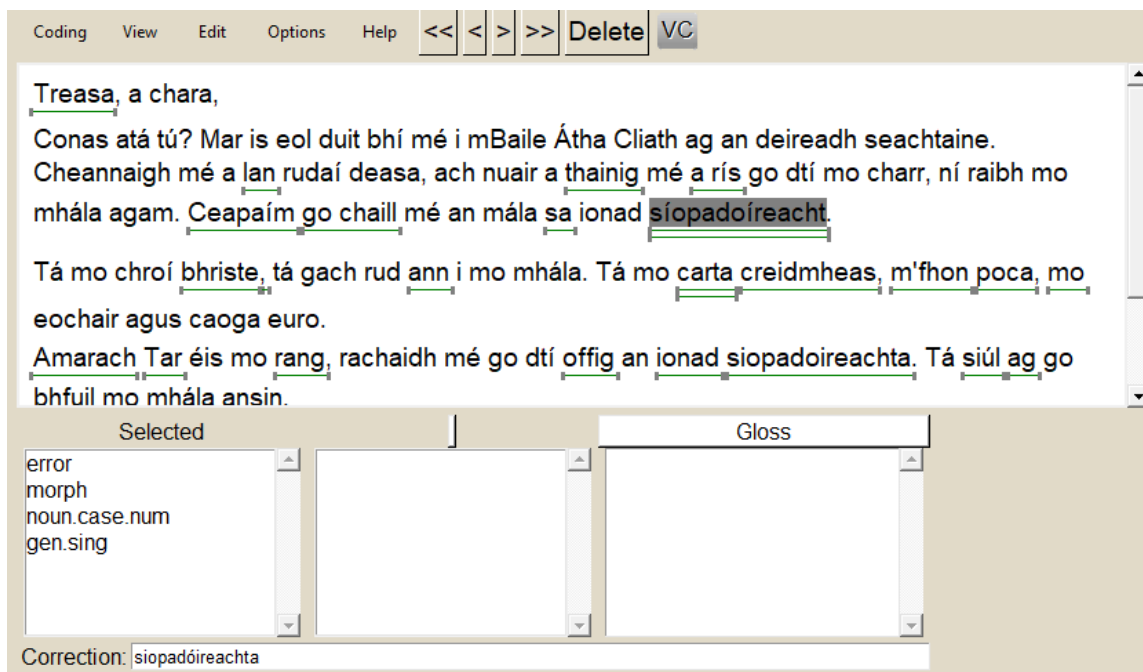 Coding View Edit Options Help << < > >> Delete VC
Treasa, a chara,
Conas atá tú? Mar is eol duit bhí mé i mBaile Átha Cliath ag an deireadh seachtaine.
Cheannaigh mé a lan rudaí deasa, ach nuair a thainig mé a rís go dtí mo charr, ní raibh mo
mhála agam. Ceapaím go chaill mé an mála sa ionad síopadoíreacht.
Tá mo chroí bhriste, tá gach rud ann i mo mhála. Tá mo carta creidmheas, m'fhon poca, mo
eochair agus caoga euro.
Amarach Tar éis mo rang, rachaidh mé go dtí offig an ionad siopadoireachta. Tá siúl ag go
bhfuil mo mhála ansin.
Selected Gloss
error
morph
noun.case.num
gen.sing
Correction: siopadóireachta